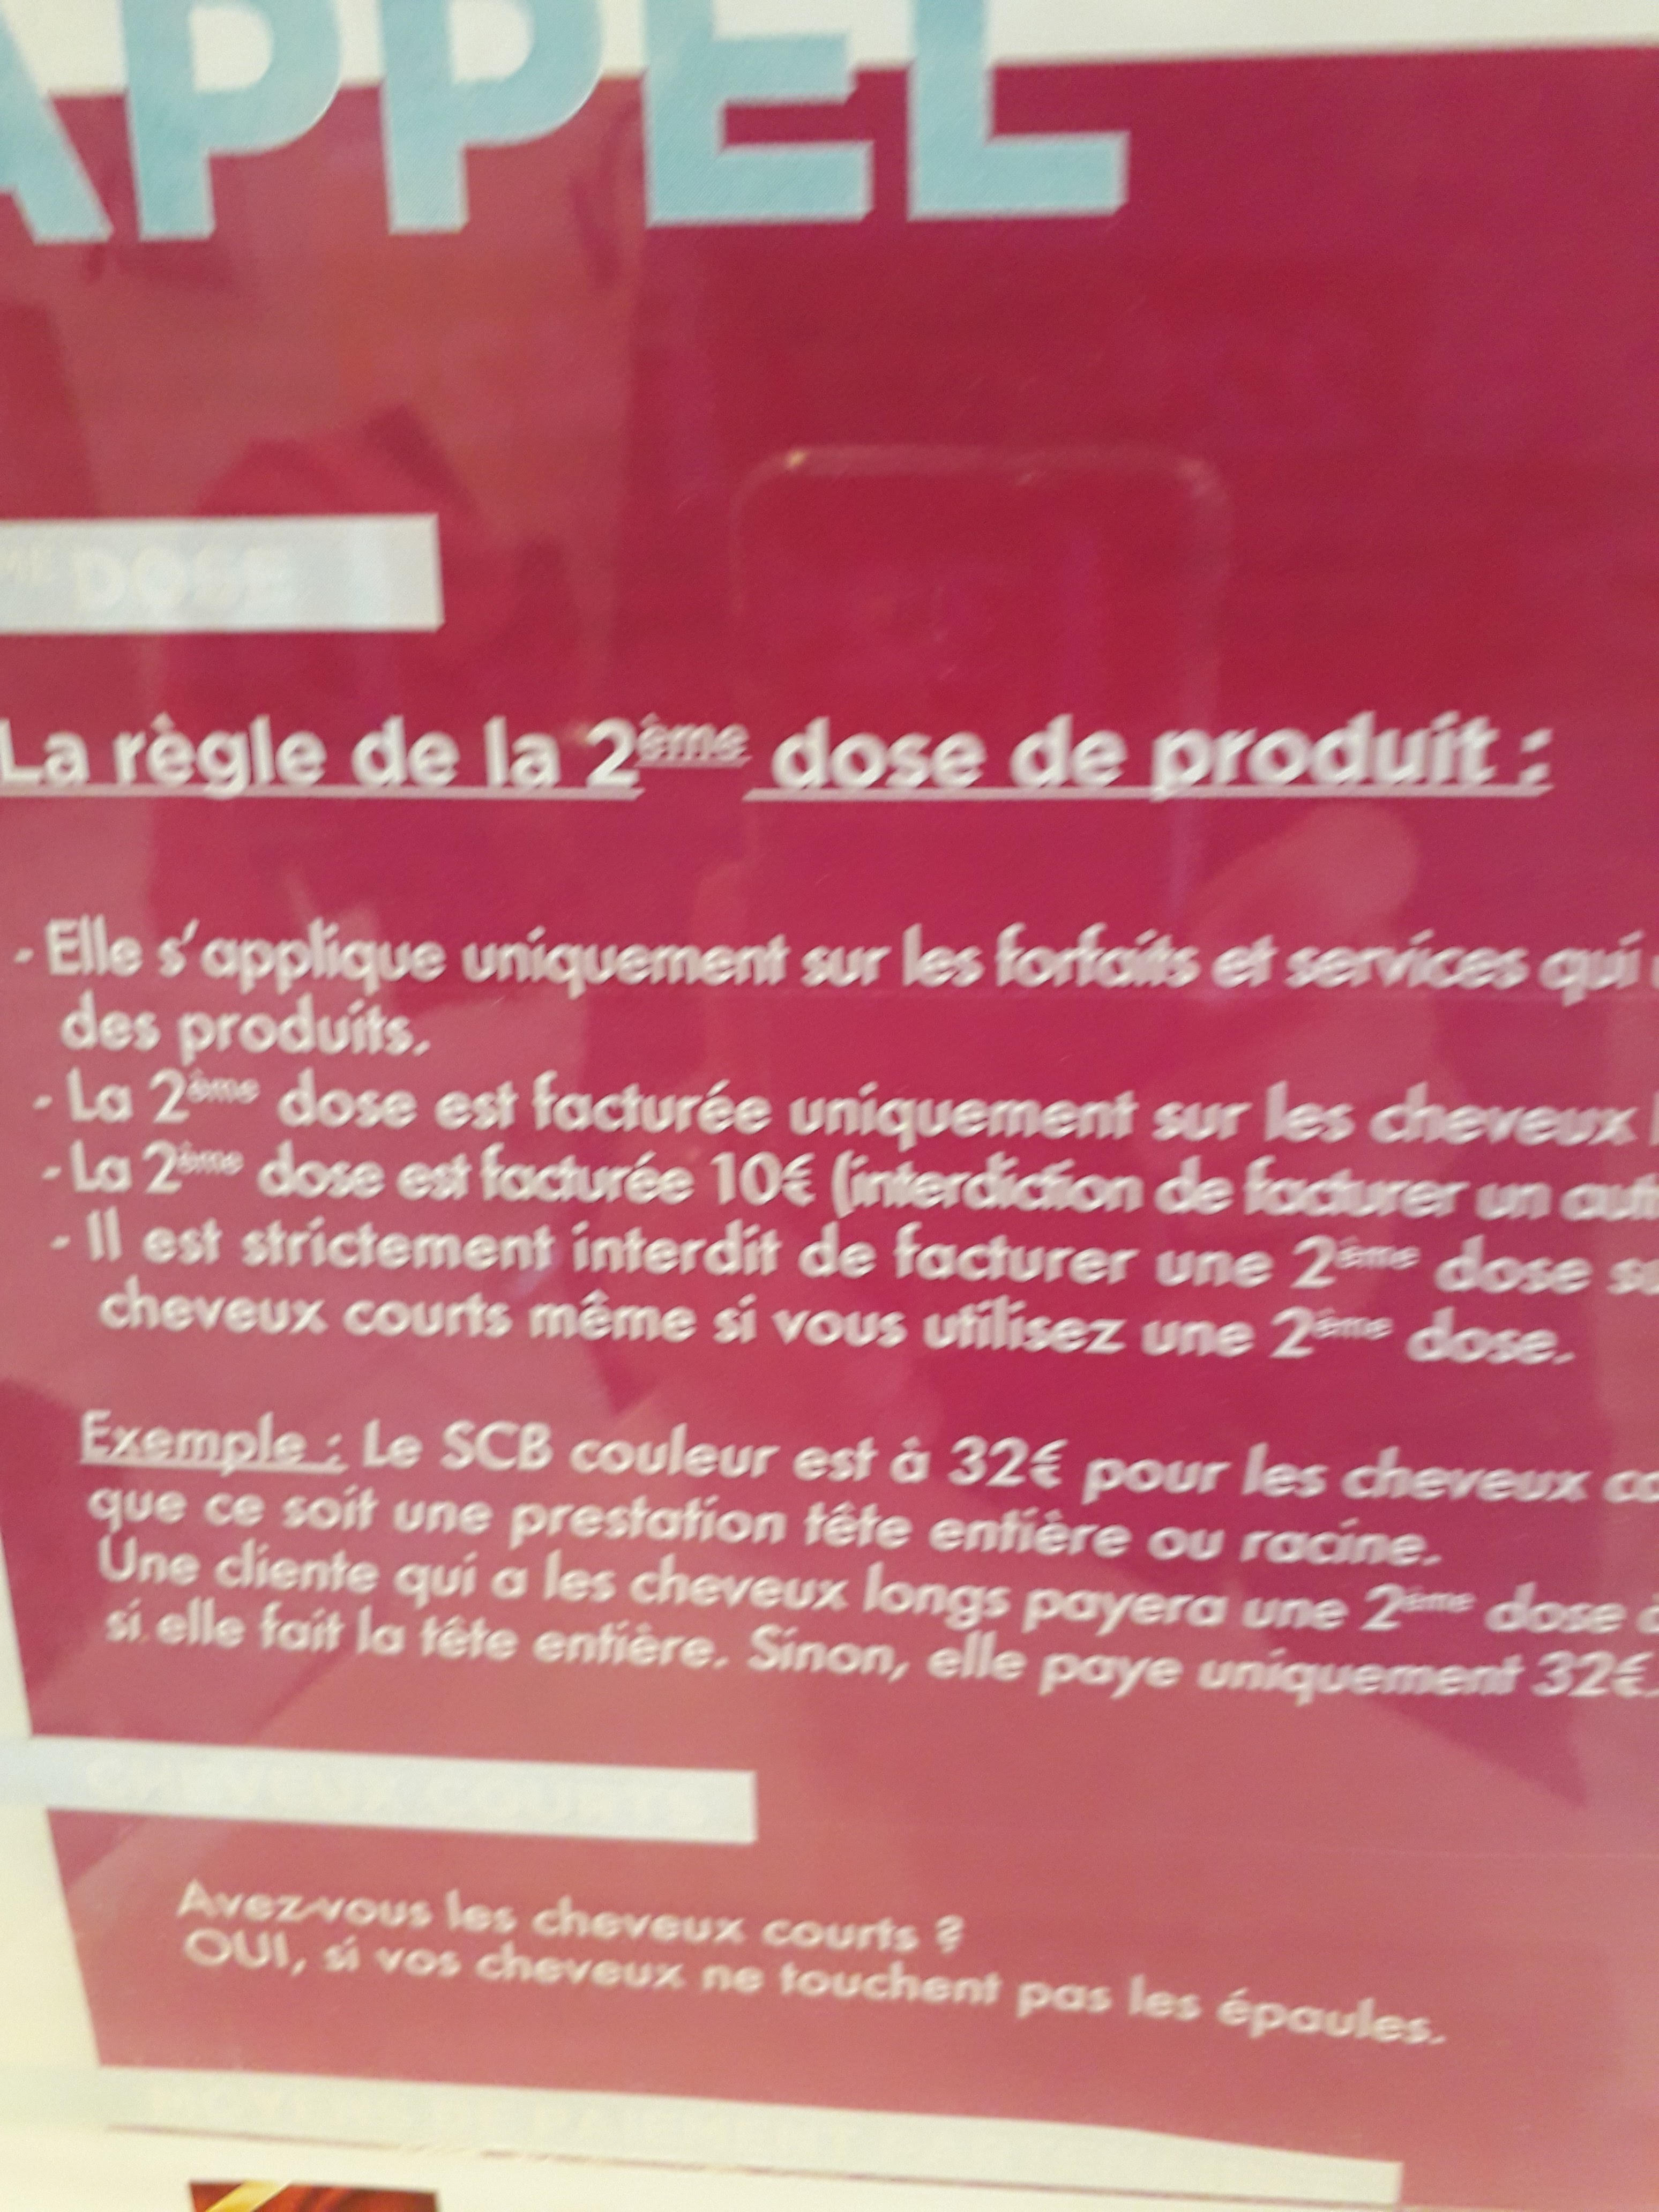 APPEL
ME DOSE
La règle de la 2ème dose de produit :
- Elle s'applique uniquement sur les forfaits et services qui
des produits.
- La 2ème dose est facturée uniquement sur les cheveux
- La 2ème dose est facturée 10€ (interdiction de facturer un
- Il est strictement interdit de facturer une 2ème dose
cheveux courts même si vous utilisez une 2ème dose.
Exemple : Le SCB couleur est à 32€ pour les cheveux
que ce soit une prestation tête entière ou racine.
Une cliente qui a les cheveux longs payera une 2ème dose
si elle fait la tête entière. Sinon, elle paye uniquement 32€.
CHEVEUX COURTS
Avez-vous les cheveux courts ?
OUI, si vos cheveux ne touchent pas les épaules.